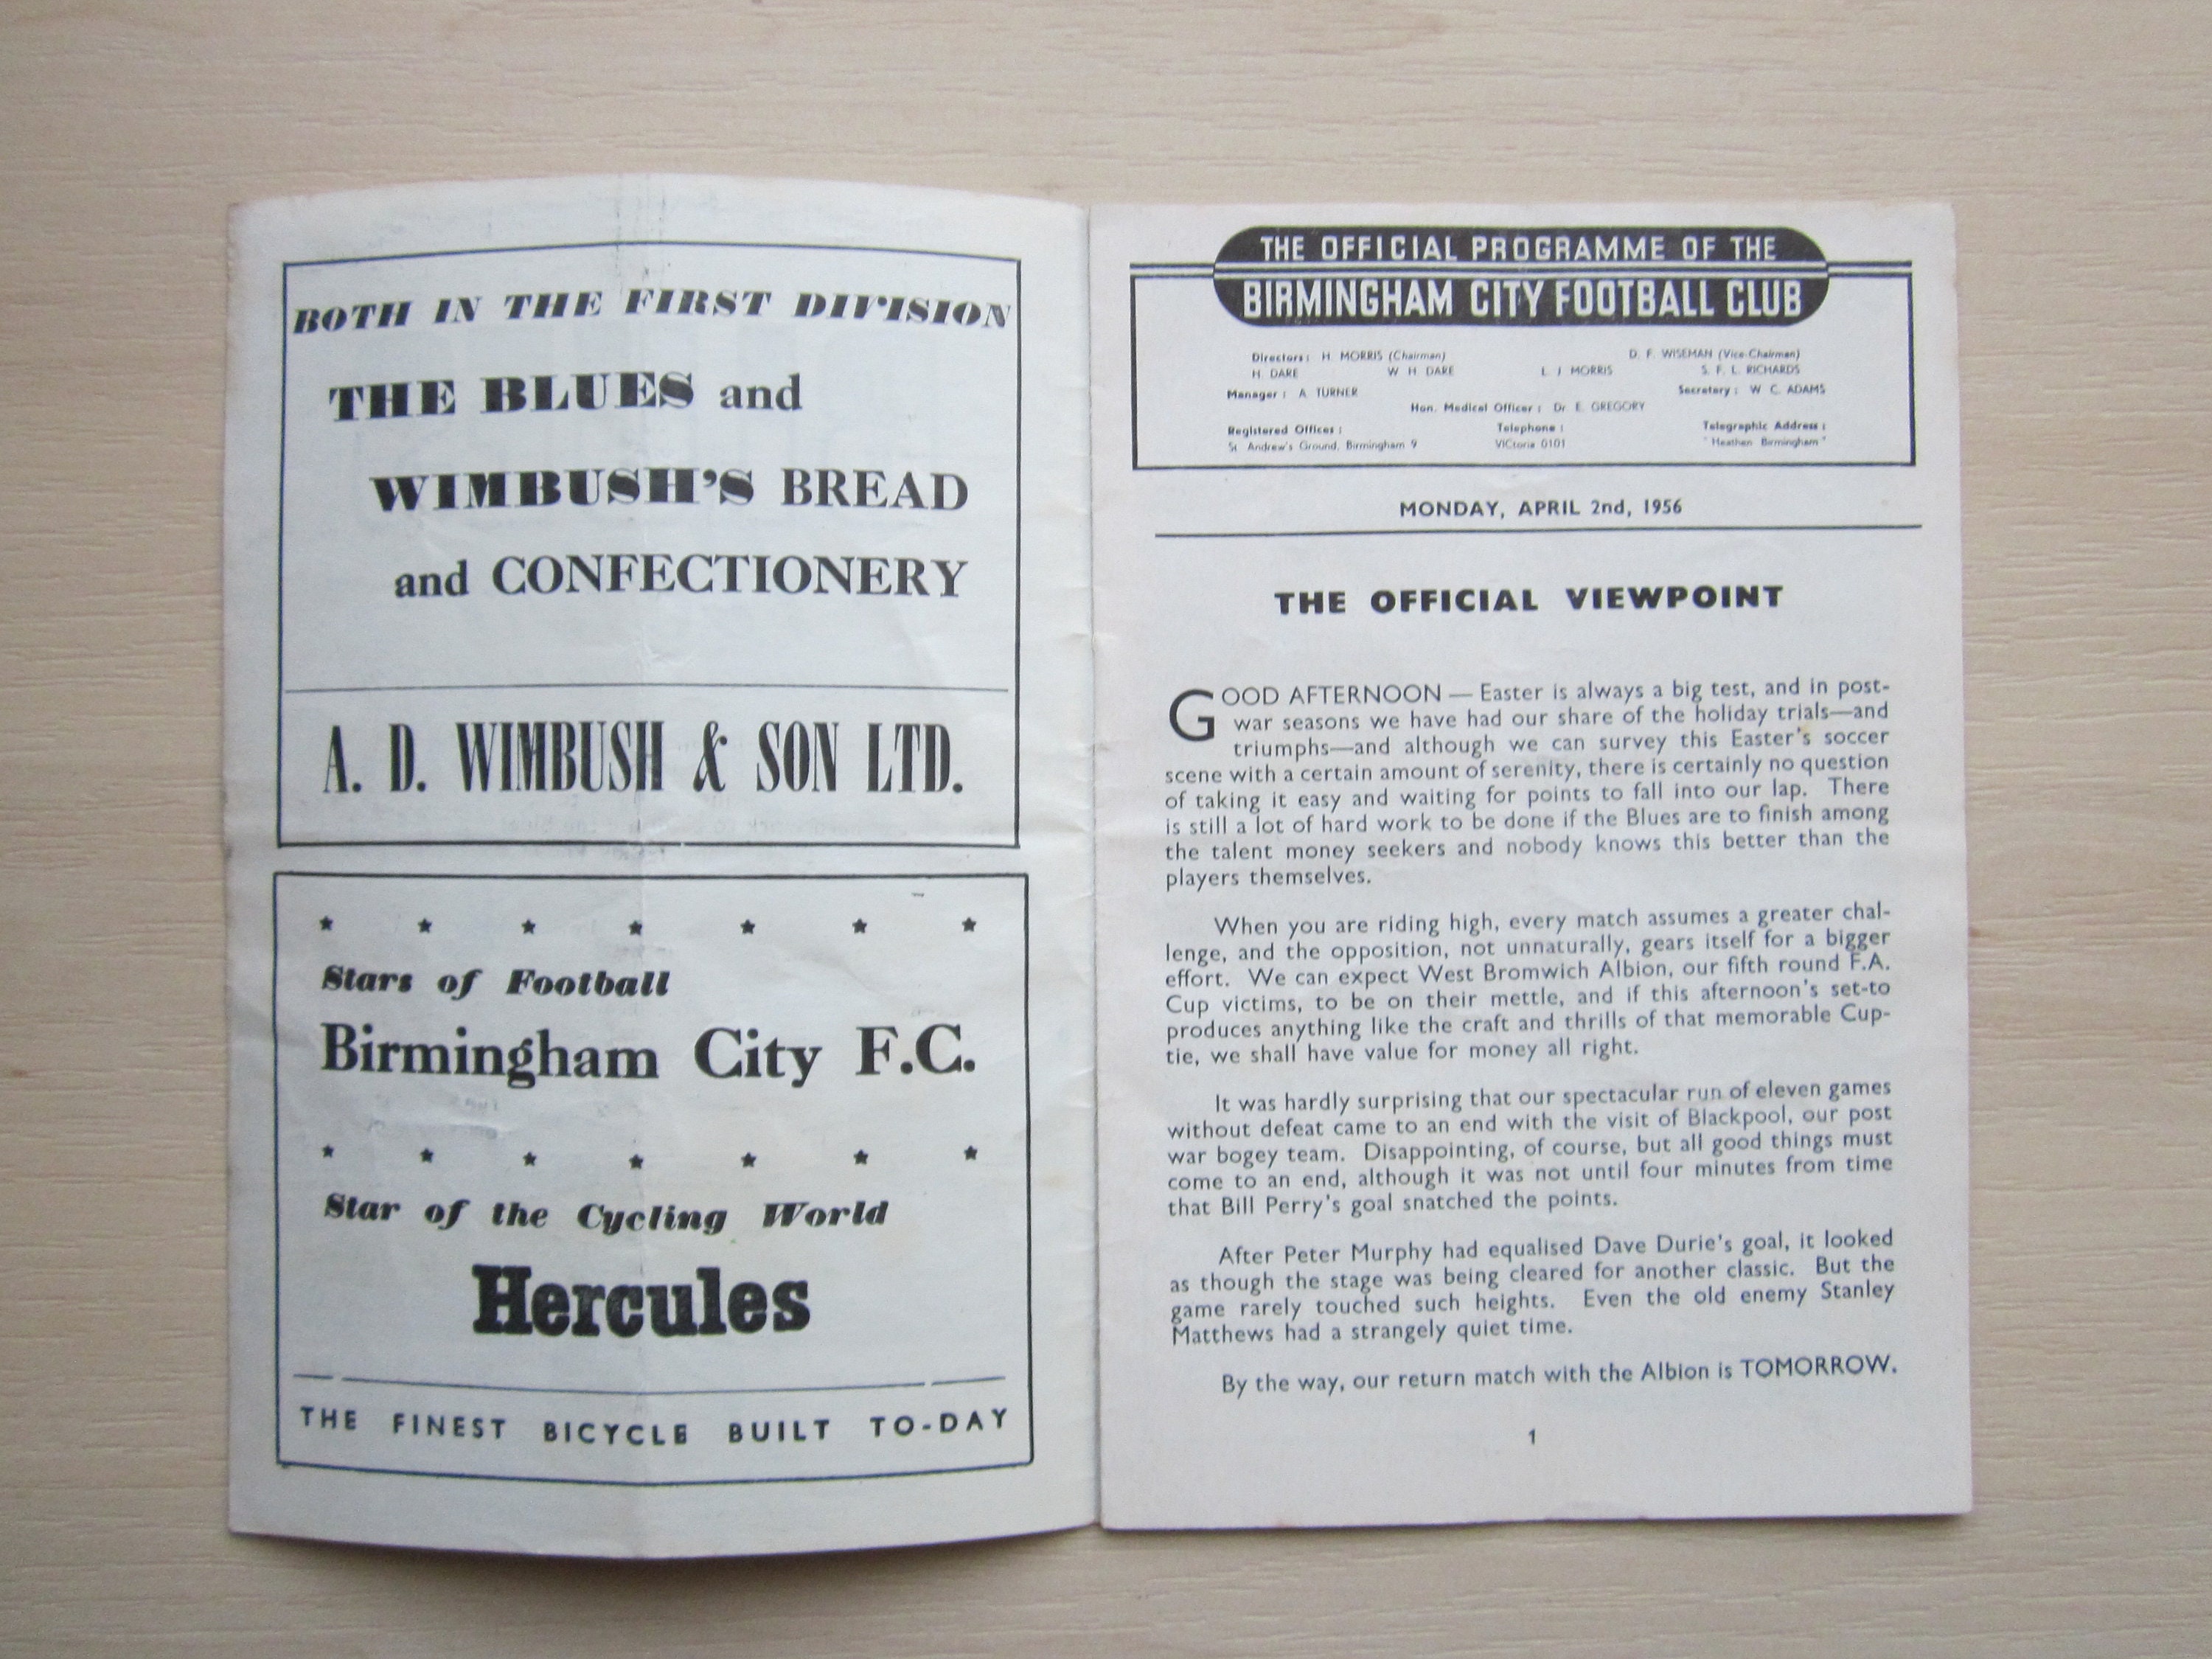 BOTH IN THE FIRST DIVISION
THE BLUES and
WIMBUSH'S BREAD
and CONFECTIONERY
A. D. WIMBUSH & SON LTD.
Stars of Football
Birmingham City F.C.
Star of the Cycling World
Hercules
THE FINEST BICYCLE BUILT TO-DAY
THE OFFICIAL PROGRAMME OF THE
BIRMINGHAM CITY FOOTBALL CLUB
Directors: H. MORRIS (Chairman) D. F. WISEMAN (Vice-Chairman)
H. DARE W. H. DARE L. J. MORRIS S. F. L. RICHARDS
Manager: A. TURNER Secretary: W. C. ADAMS
Hon. Medical Officer: Dr. E. GREGORY
Registered Offices: Telephone: Telegraphic Address:
St. Andrew's Ground, Birmingham 9 VICtoria 0101 "Heathen Birmingham"
MONDAY, APRIL 2nd, 1956
THE OFFICIAL VIEWPOINT
GOOD AFTERNOON — Easter is always a big test, and in post-
war seasons we have had our share of the holiday trials—and
triumphs—and although we can survey this Easter's soccer
scene with a certain amount of serenity, there is certainly no question
of taking it easy and waiting for points to fall into our lap. There
is still a lot of hard work to be done if the Blues are to finish among
the talent money seekers and nobody knows this better than the
players themselves.
When you are riding high, every match assumes a greater chal-
lenge, and the opposition, not unnaturally, gears itself for a bigger
effort. We can expect West Bromwich Albion, our fifth round F.A.
Cup victims, to be on their mettle, and if this afternoon's set-to
produces anything like the craft and thrills of that memorable Cup-
tie, we shall have value for money all right.
It was hardly surprising that our spectacular run of eleven games
without defeat came to an end with the visit of Blackpool, our post
war bogey team. Disappointing, of course, but all good things must
come to an end, although it was not until four minutes from time
that Bill Perry's goal snatched the points.
After Peter Murphy had equalised Dave Durie's goal, it looked
as though the stage was being cleared for another classic. But the
game rarely touched such heights. Even the old enemy Stanley
Matthews had a strangely quiet time.
By the way, our return match with the Albion is TOMORROW.
1